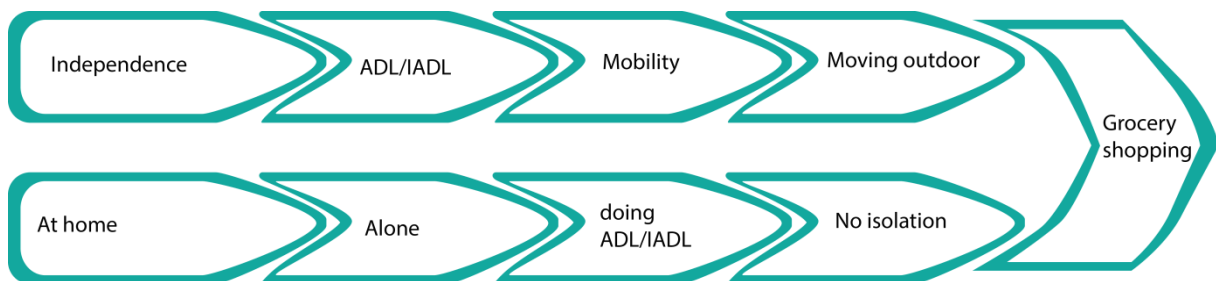 Independence
ADL/IADL
Mobility
Moving outdoor
Grocery
shopping
At home
Alone
doing
ADL/IADL
No isolation